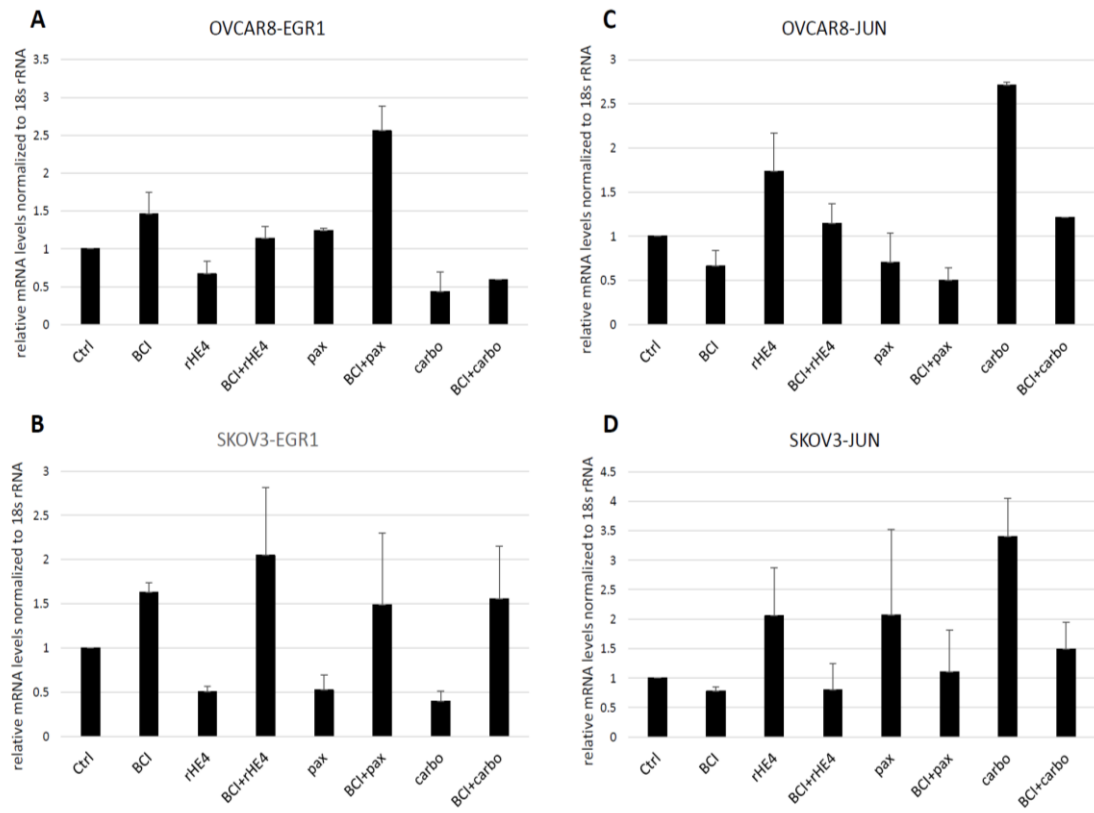 A
OVCAR8-EGR1
relative mRNA levels normalized to 18s rRNA
3.5
3
2.5
2
1.5
1
0.5
0
Ctrl
BCI
rHE4
BCI+rHE4
pax
BCI+pax
carbo
BCI+carbo
C
OVCAR8-JUN
relative mRNA levels normalized to 18s rRNA
3
2.5
2
1.5
1
0.5
0
Ctrl
BCI
rHE4
BCI+rHE4
pax
BCI+pax
carbo
BCI+carbo
B
SKOV3-EGR1
relative mRNA levels normalized to 18s rRNA
3
2.5
2
1.5
1
0.5
0
Ctrl
BCI
rHE4
BCI+rHE4
pax
BCI+pax
carbo
BCI+carbo
D
SKOV3-JUN
relative mRNA levels normalized to 18s rRNA
4.5
4
3.5
3
2.5
2
1.5
1
0.5
0
Ctrl
BCI
rHE4
BCI+rHE4
pax
BCI+pax
carbo
BCI+carbo